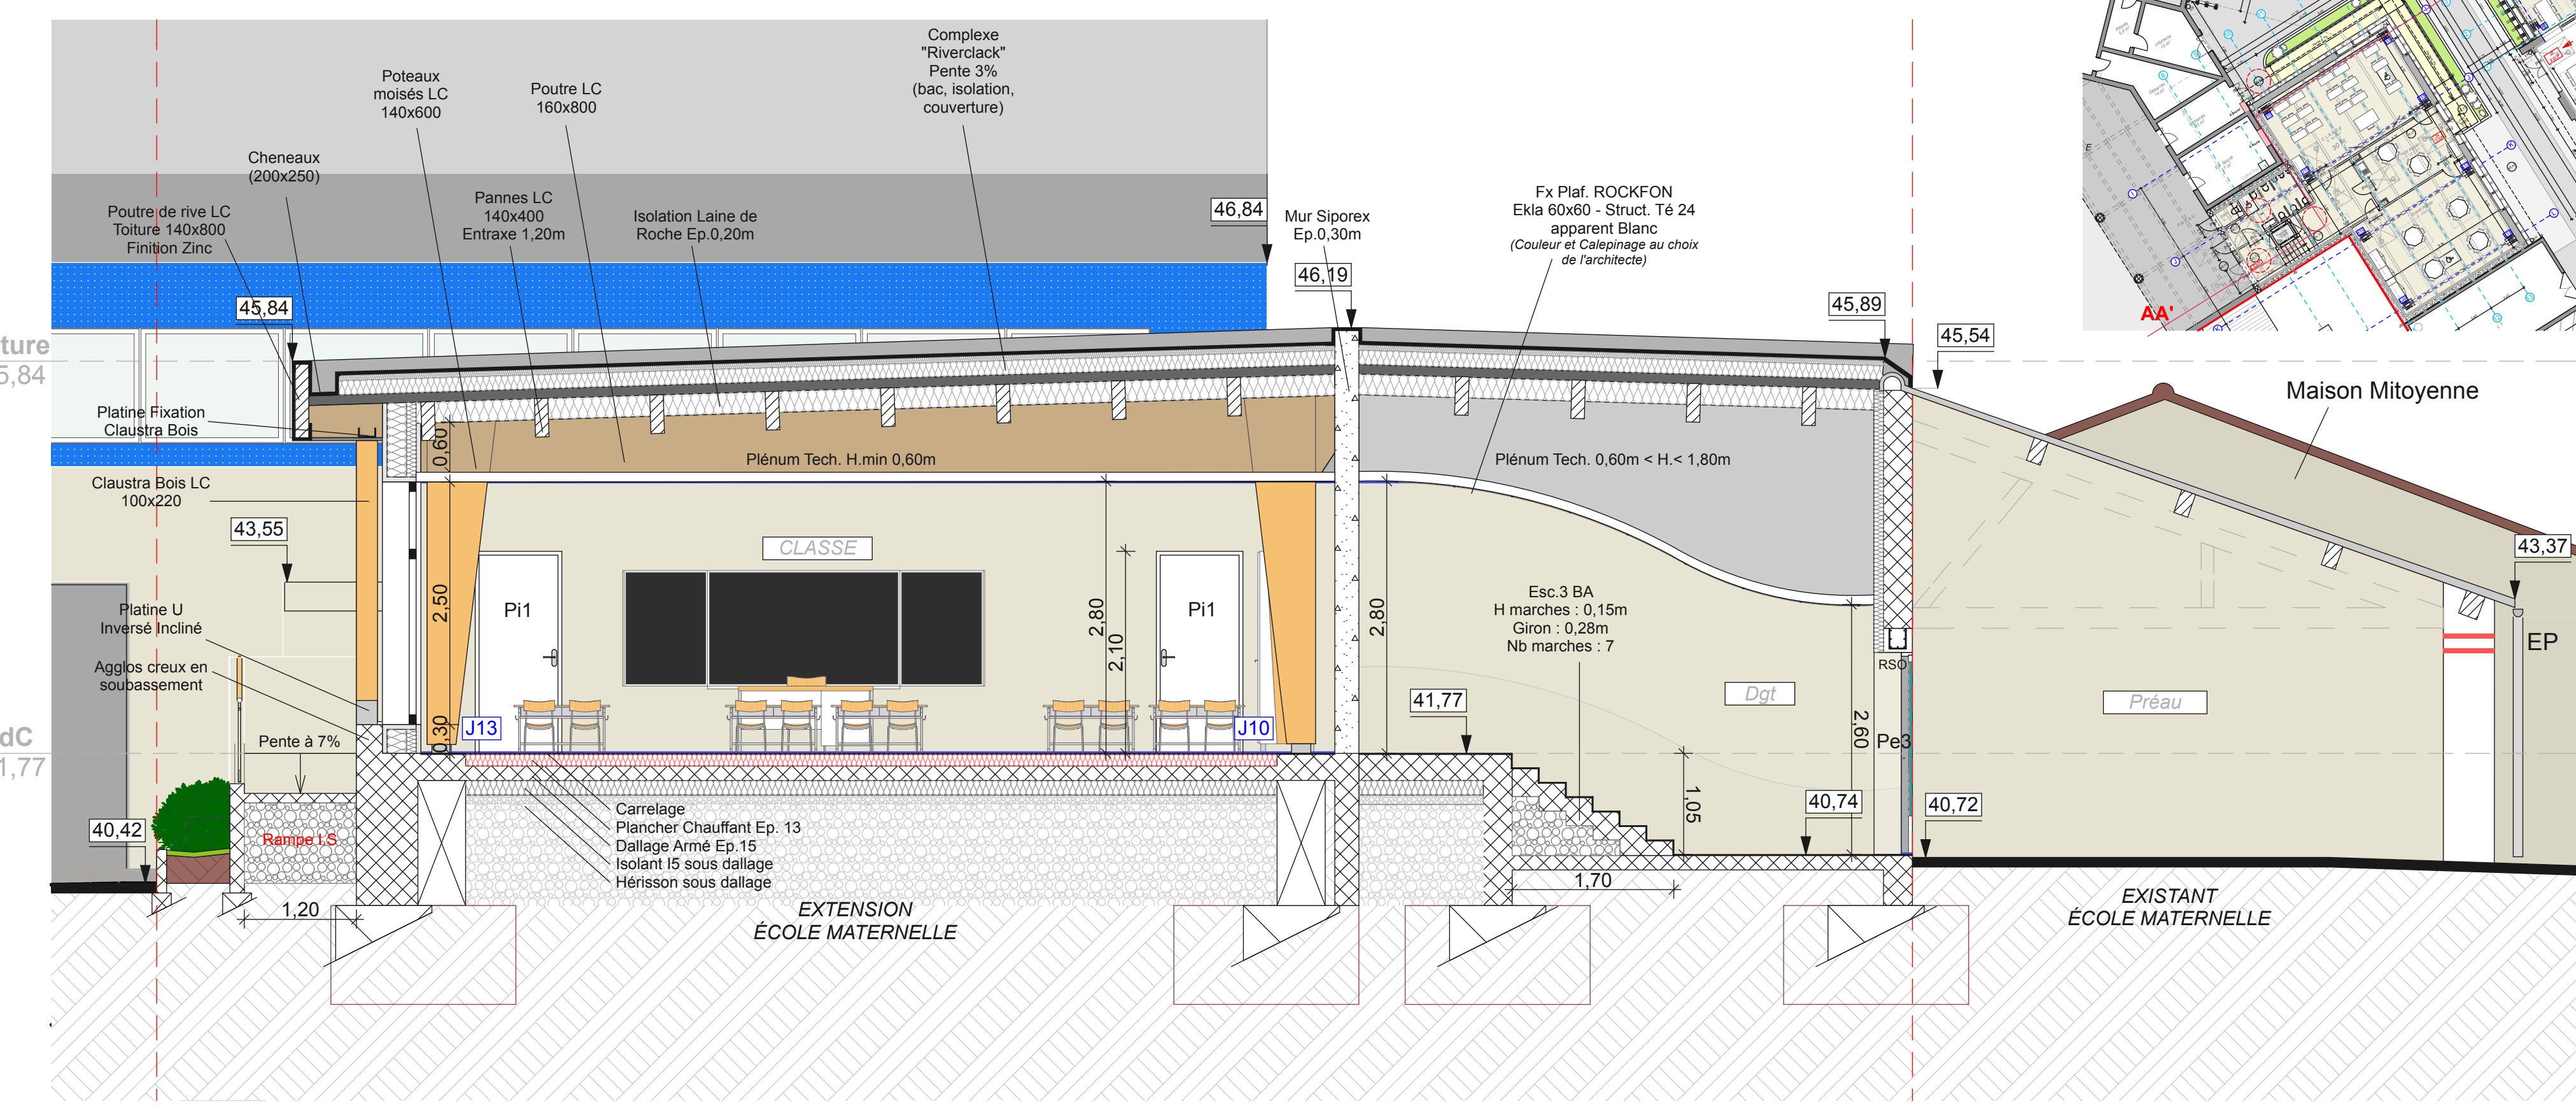 Complexe
"Riverclack"
Pente 3%
(bac, isolation,
couverture)
Poteaux
moisés LC
140x600
Poutre LC
160x800
Cheneaux
(200x250)
Poutre de rive LC
Toiture 140x800
Finition Zinc
Pannes LC
140x400
Entraxe 1,20m
Isolation Laine de
Roche Ep.0,20m
46,84
Mur Siporex
Ep.0,30m
Fx Plaf. ROCKFON
Ekla 60x60 - Struct. Té 24
apparent Blanc
(Couleur et Calepinage au choix
de l'architecte)
AA'
46,19
45,84
45,89
45,54
ture
5,84
Maison Mitoyenne
Platine Fixation
Claustra Bois
0,60
Plénum Tech. H.min 0,60m
Plénum Tech. 0,60m < H.< 1,80m
Claustra Bois LC
100x220
43,55
CLASSE
43,37
Platine U
Inversé Incliné
2,50
Pi1
2,80
2,10
Pi1
2,80
Esc.3 BA
H marches : 0,15m
Giron : 0,28m
Nb marches : 7
EP
RSO
Agglos creux en
soubassement
41,77
Dgt
Préau
0,30
J13
J10
2,60
Pe3
dC
1,77
Pente à 7%
1,05
40,74
40,72
40,42
Rampe I.S
Carrelage
Plancher Chauffant Ep. 13
Dallage Armé Ep.15
Isolant I5 sous dallage
Hérisson sous dallage
1,70
1,20
EXTENSION
ÉCOLE MATERNELLE
EXISTANT
ÉCOLE MATERNELLE